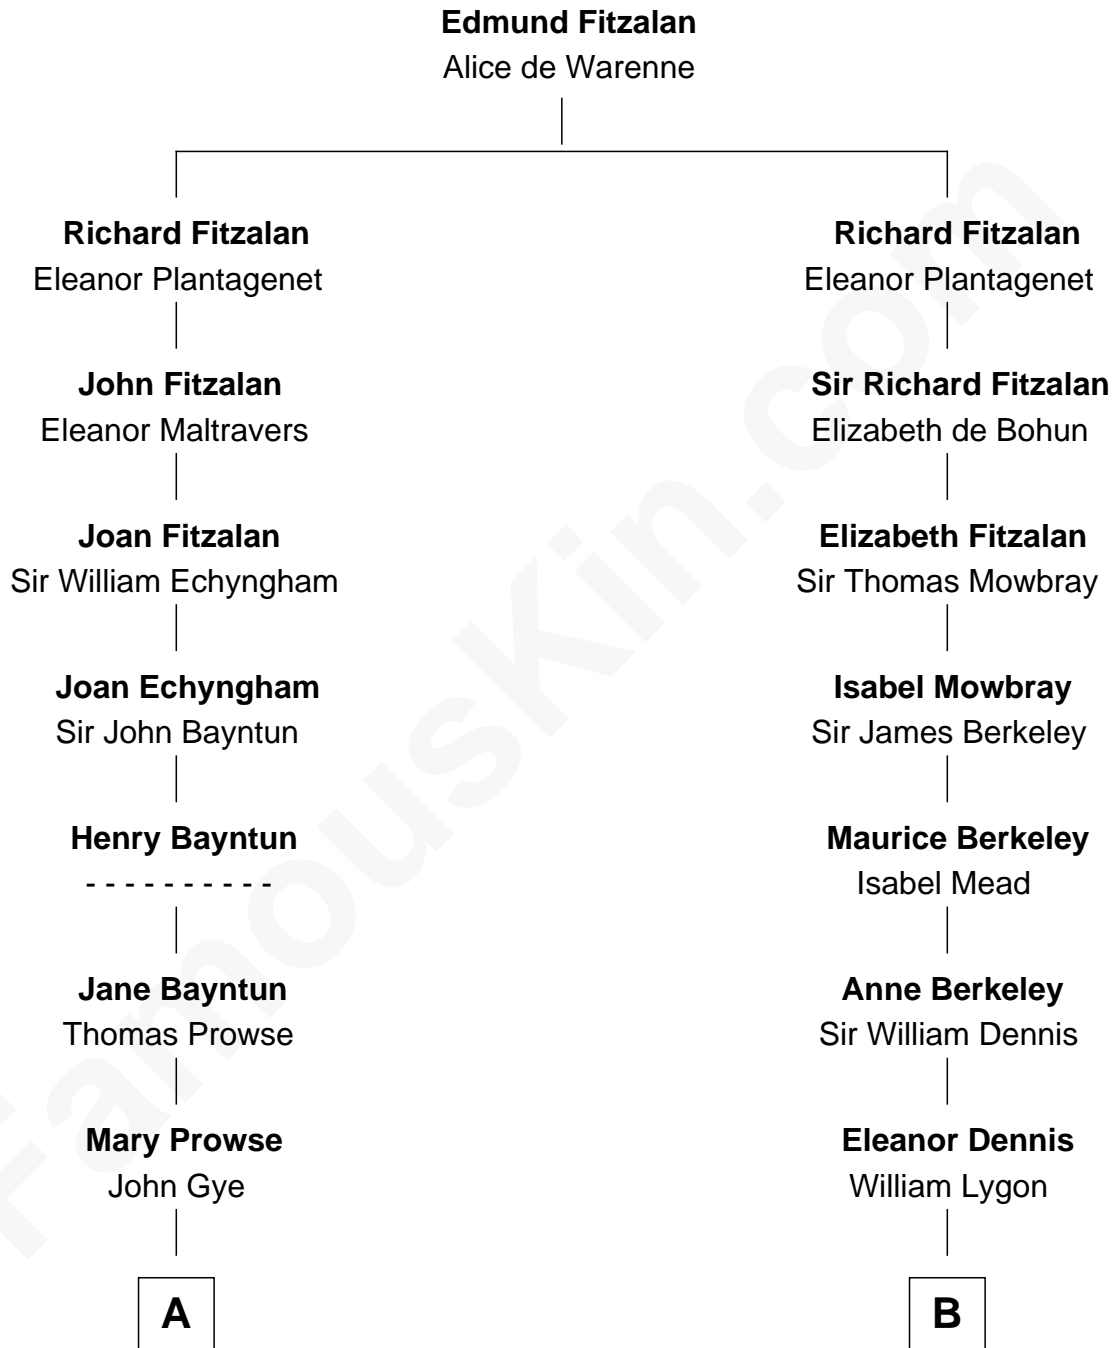 Edmund Fitzalan
Alice de Warenne
Richard Fitzalan
Eleanor Plantagenet
John Fitzalan
Eleanor Maltravers
Joan Fitzalan
Sir William Echyngham
Joan Echyngham
Sir John Bayntun
Henry Bayntun
- - - - - - - - - -
Jane Bayntun
Thomas Prowse
Mary Prowse
John Gye
A
Richard Fitzalan
Eleanor Plantagenet
Sir Richard Fitzalan
Elizabeth de Bohun
Elizabeth Fitzalan
Sir Thomas Mowbray
Isabel Mowbray
Sir James Berkeley
Maurice Berkeley
Isabel Mead
Anne Berkeley
Sir William Dennis
Eleanor Dennis
William Lygon
B
FamousKin.com